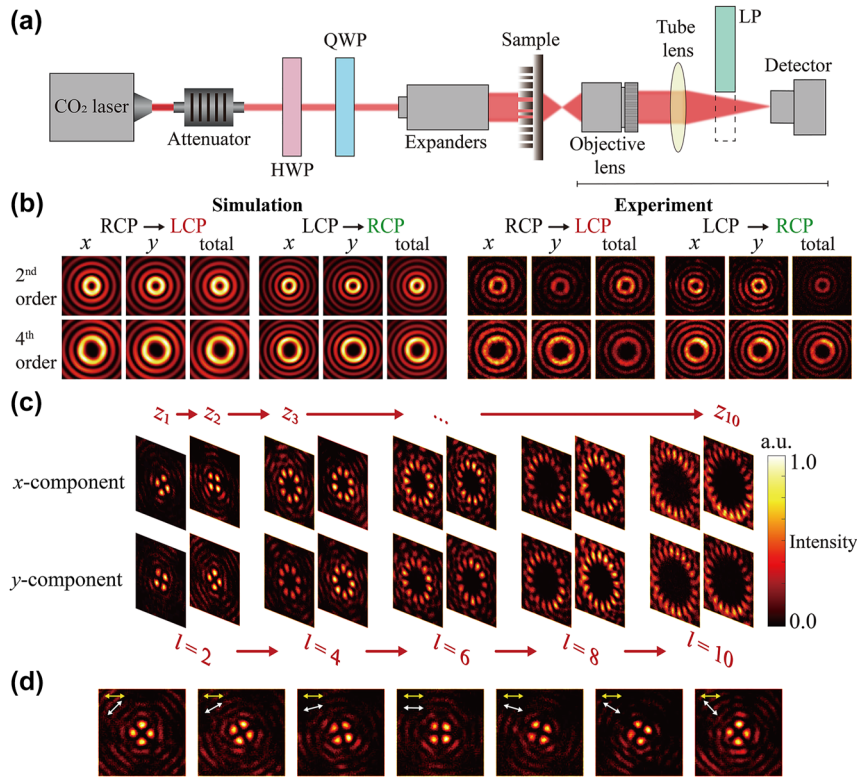 (a)
CO₂ laser
Attenuator
HWP
QWP
Expanders
Sample
Objective
lens
Tube
lens
LP
Detector
(b)
Simulation
Experiment
RCP → LCP
LCP → RCP
RCP → LCP
LCP → RCP
x y total
x y total
x y total
x y total
2nd
order
4th
order
(c)
z₁ → z₂ → z₃ → ... → z₁₀
x-component
y-component
l = 2 → l = 4 → l = 6 → l = 8 → l = 10
a.u.
1.0
Intensity
0.0
(d)